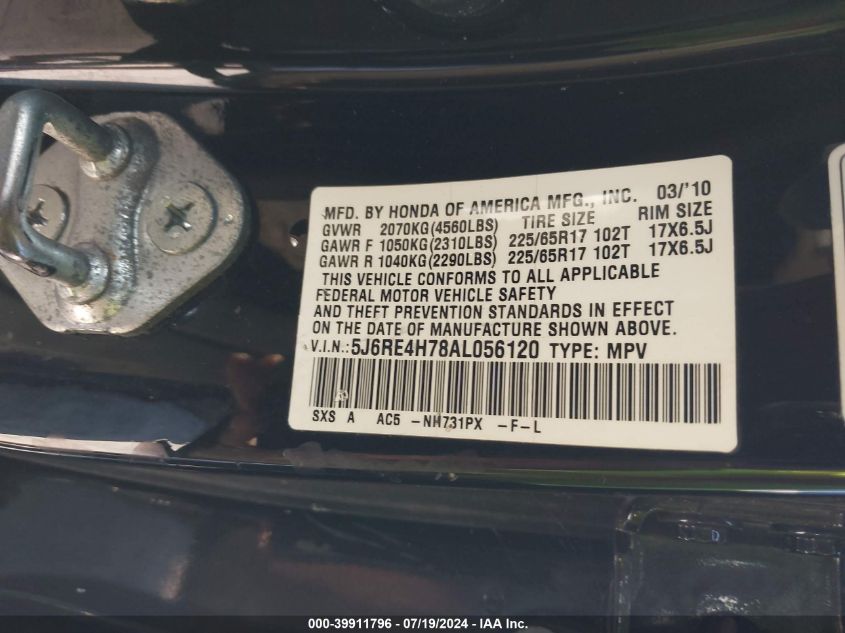 MFD. BY HONDA OF AMERICA MFG., INC. 03/'10
GVWR 2070KG(4560LBS) TIRE SIZE RIM SIZE
GAWR F 1050KG(2310LBS) 225/65R17 102T 17X6.5J
GAWR R 1040KG(2290LBS) 225/65R17 102T 17X6.5J
THIS VEHICLE CONFORMS TO ALL APPLICABLE
FEDERAL MOTOR VEHICLE SAFETY
AND THEFT PREVENTION STANDARDS IN EFFECT
ON THE DATE OF MANUFACTURE SHOWN ABOVE.
V.I.N.: 5J6RE4H78AL056120 TYPE: MPV
SXS A AC5 -NH731PX -F-L
000-39911796 - 07/19/2024 - IAA, Inc.